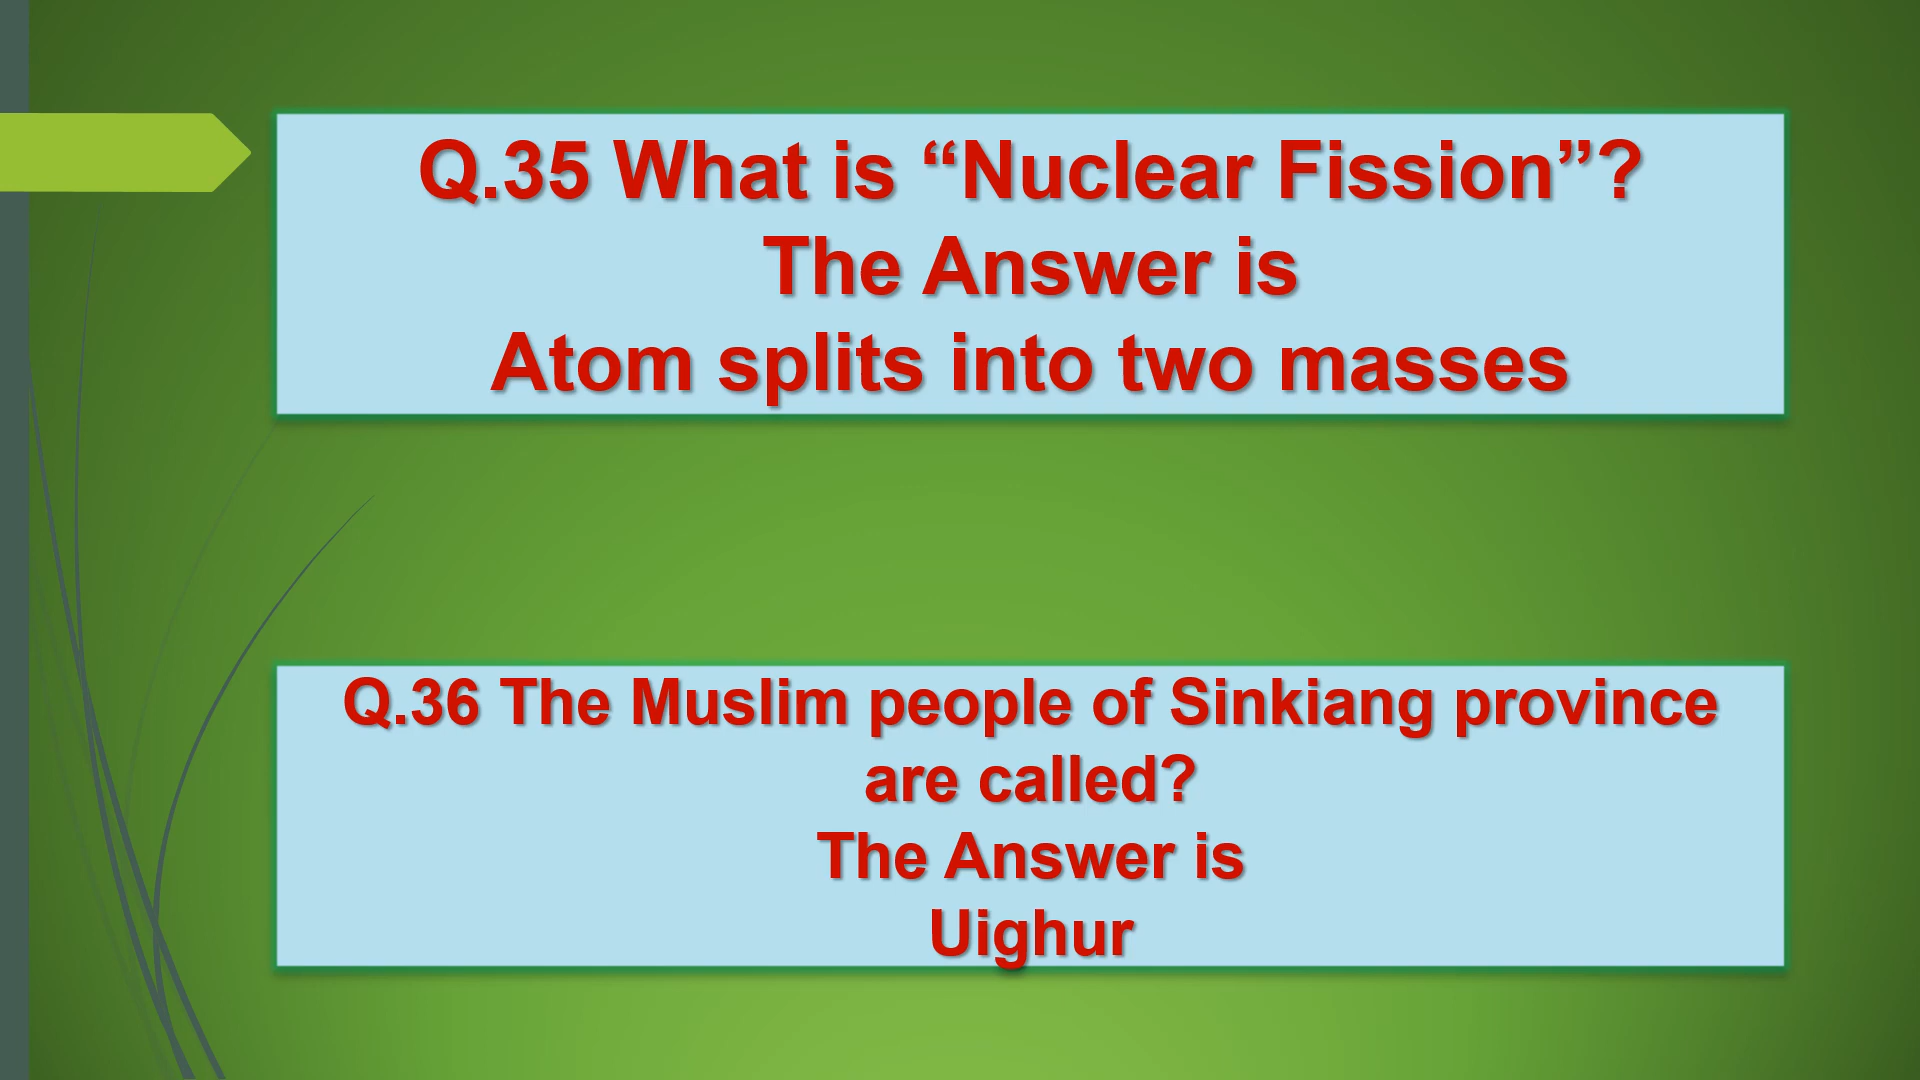 Q.35 What is “Nuclear Fission”?
The Answer is
Atom splits into two masses
Q.36 The Muslim people of Sinkiang province
are called?
The Answer is
Uighur